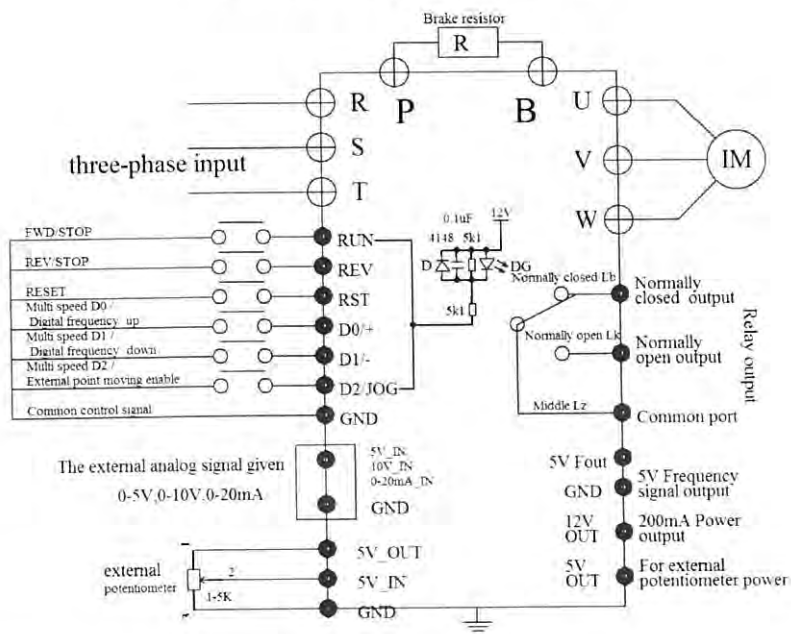 Brake resistor
R
P
B
R
S
T
three-phase input
U
V
W
IM
FWD/STOP
RUN
REV/STOP
REV
RESET
RST
Multi speed D0 /
Digital frequency up
D0/+
Multi speed D1 /
Digital frequency down
D1/-
Multi speed D2 /
External point moving enable
D2/JOG
Common control signal
GND
0.1uF
12V
4148
5k1
D
DG
5k1
Normally closed Lb
Normally
closed output
Normally open Lk
Normally
open output
Middle Lz
Common port
Relay output
The external analog signal given
0-5V,0-10V,0-20mA
5V_IN
10V_IN
0-20mA_IN
GND
external
potentiometer
2
1-5K
5V_OUT
5V_IN
GND
5V Fout
GND
5V Frequency
signal output
12V
OUT
200mA Power
output
5V
OUT
For external
potentiometer power